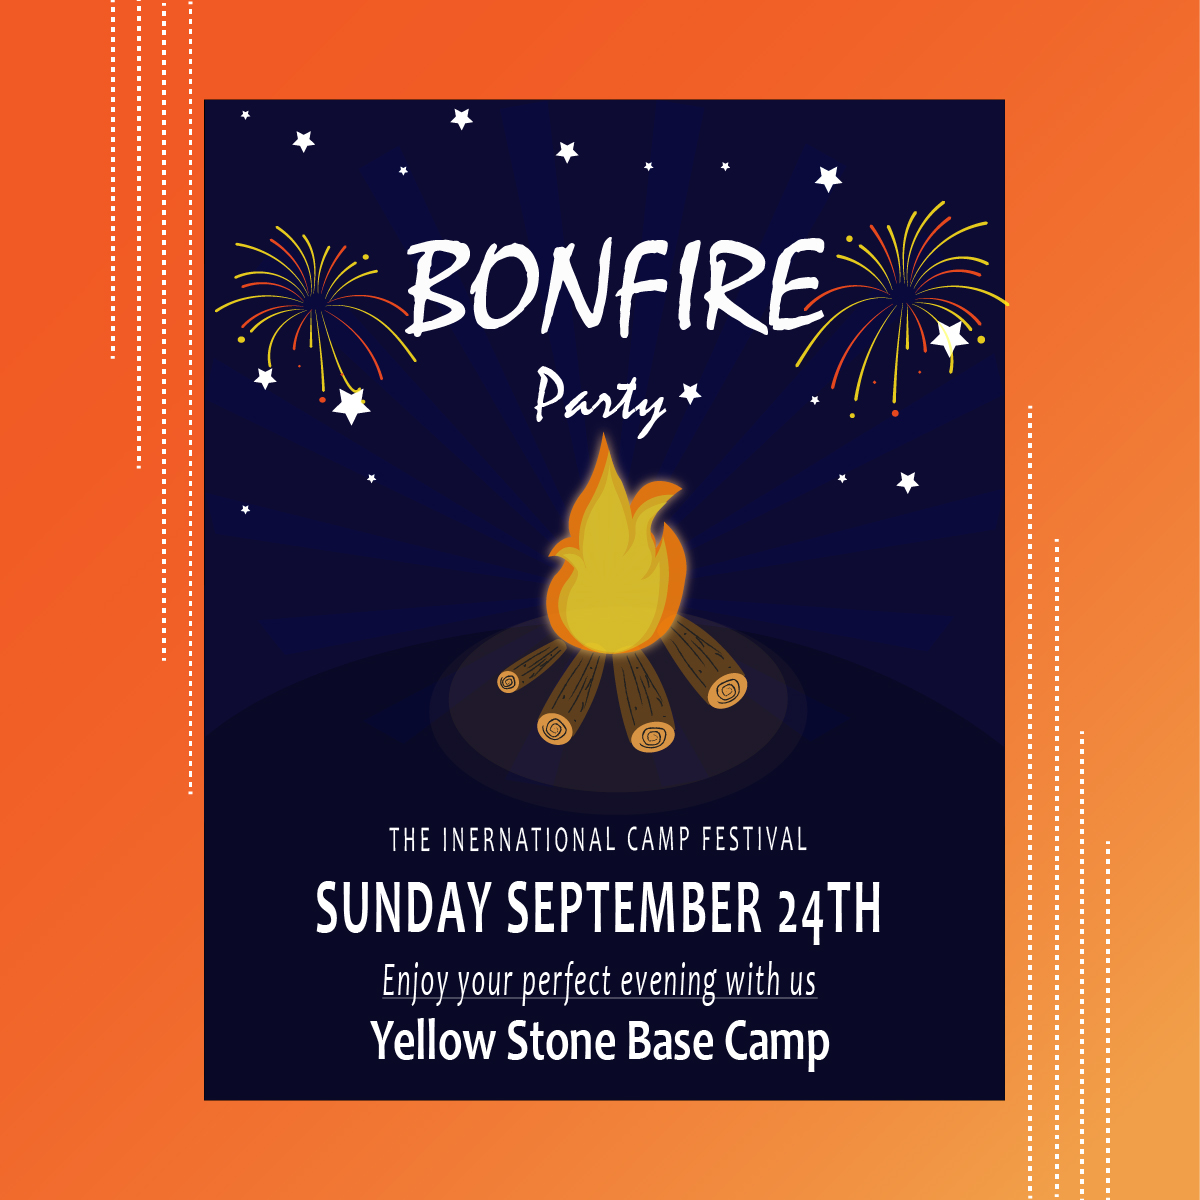 BONFIRE
Party
THE INERNATIONAL CAMP FESTIVAL
SUNDAY SEPTEMBER 24TH
Enjoy your perfect evening with us
Yellow Stone Base Camp